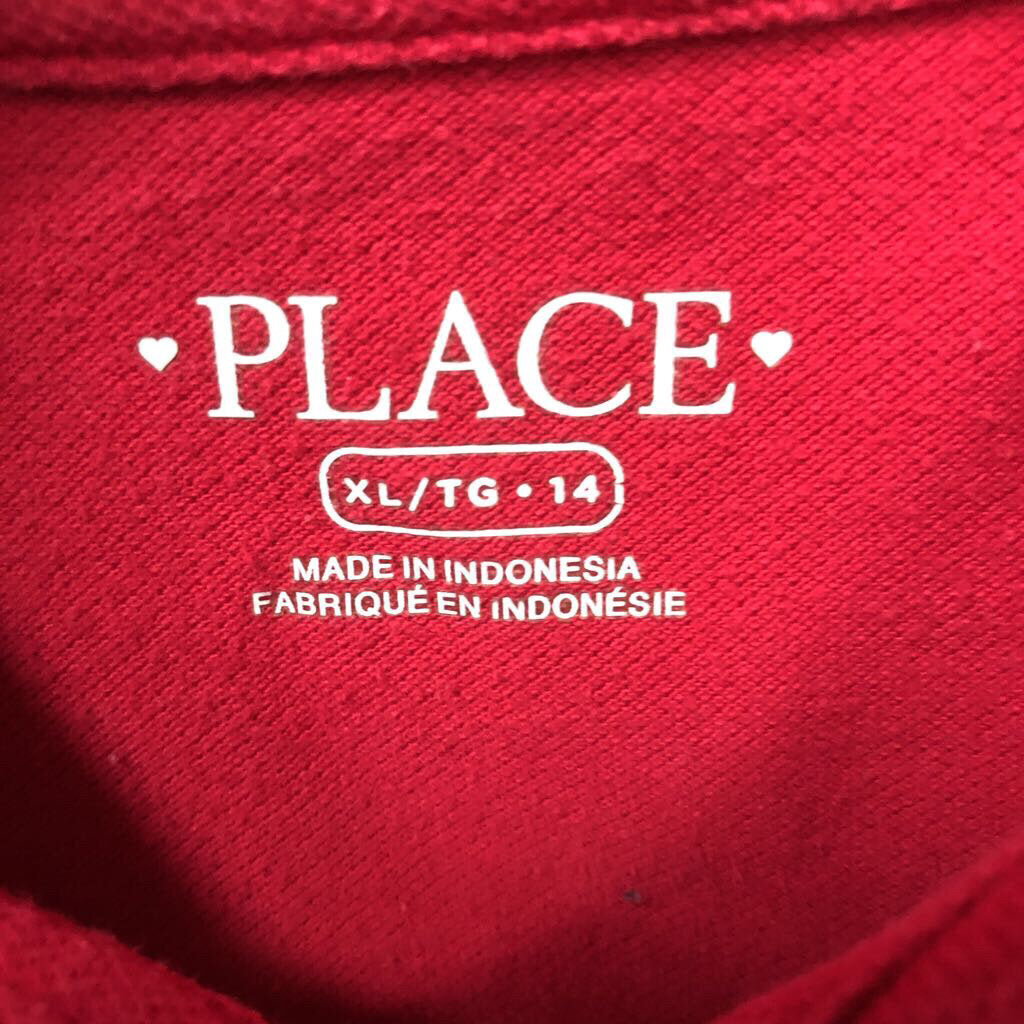 PLACE
XL/TG • 14
MADE IN INDONESIA
FABRIQUÉ EN INDONÉSIE